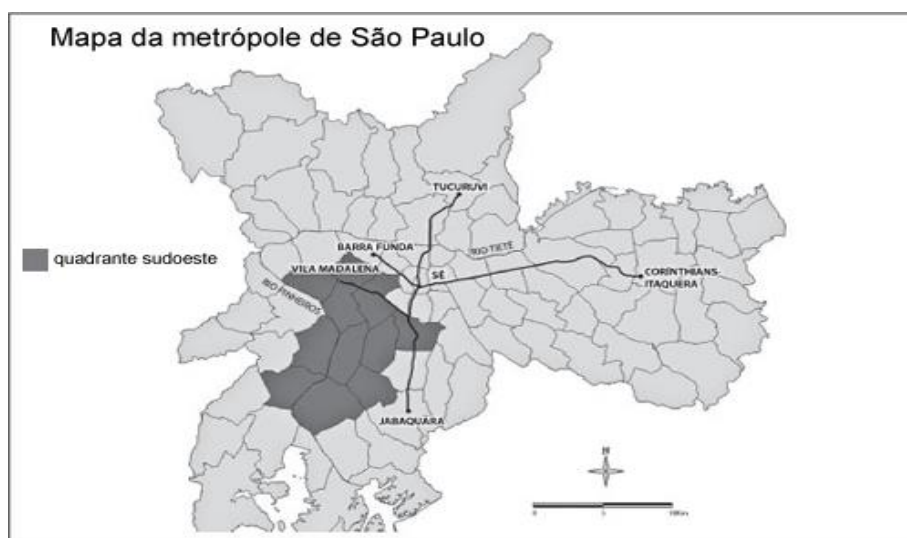 Mapa da metrópole de São Paulo
TUCURUVI
BARRA FUNDA
RIO TIETÊ
quadrante sudoeste
VILA MADALENA
SÉ
CORÍNTHIANS-
ITAQUERA
RIO PINHEIROS
JABAQUARA
N
0